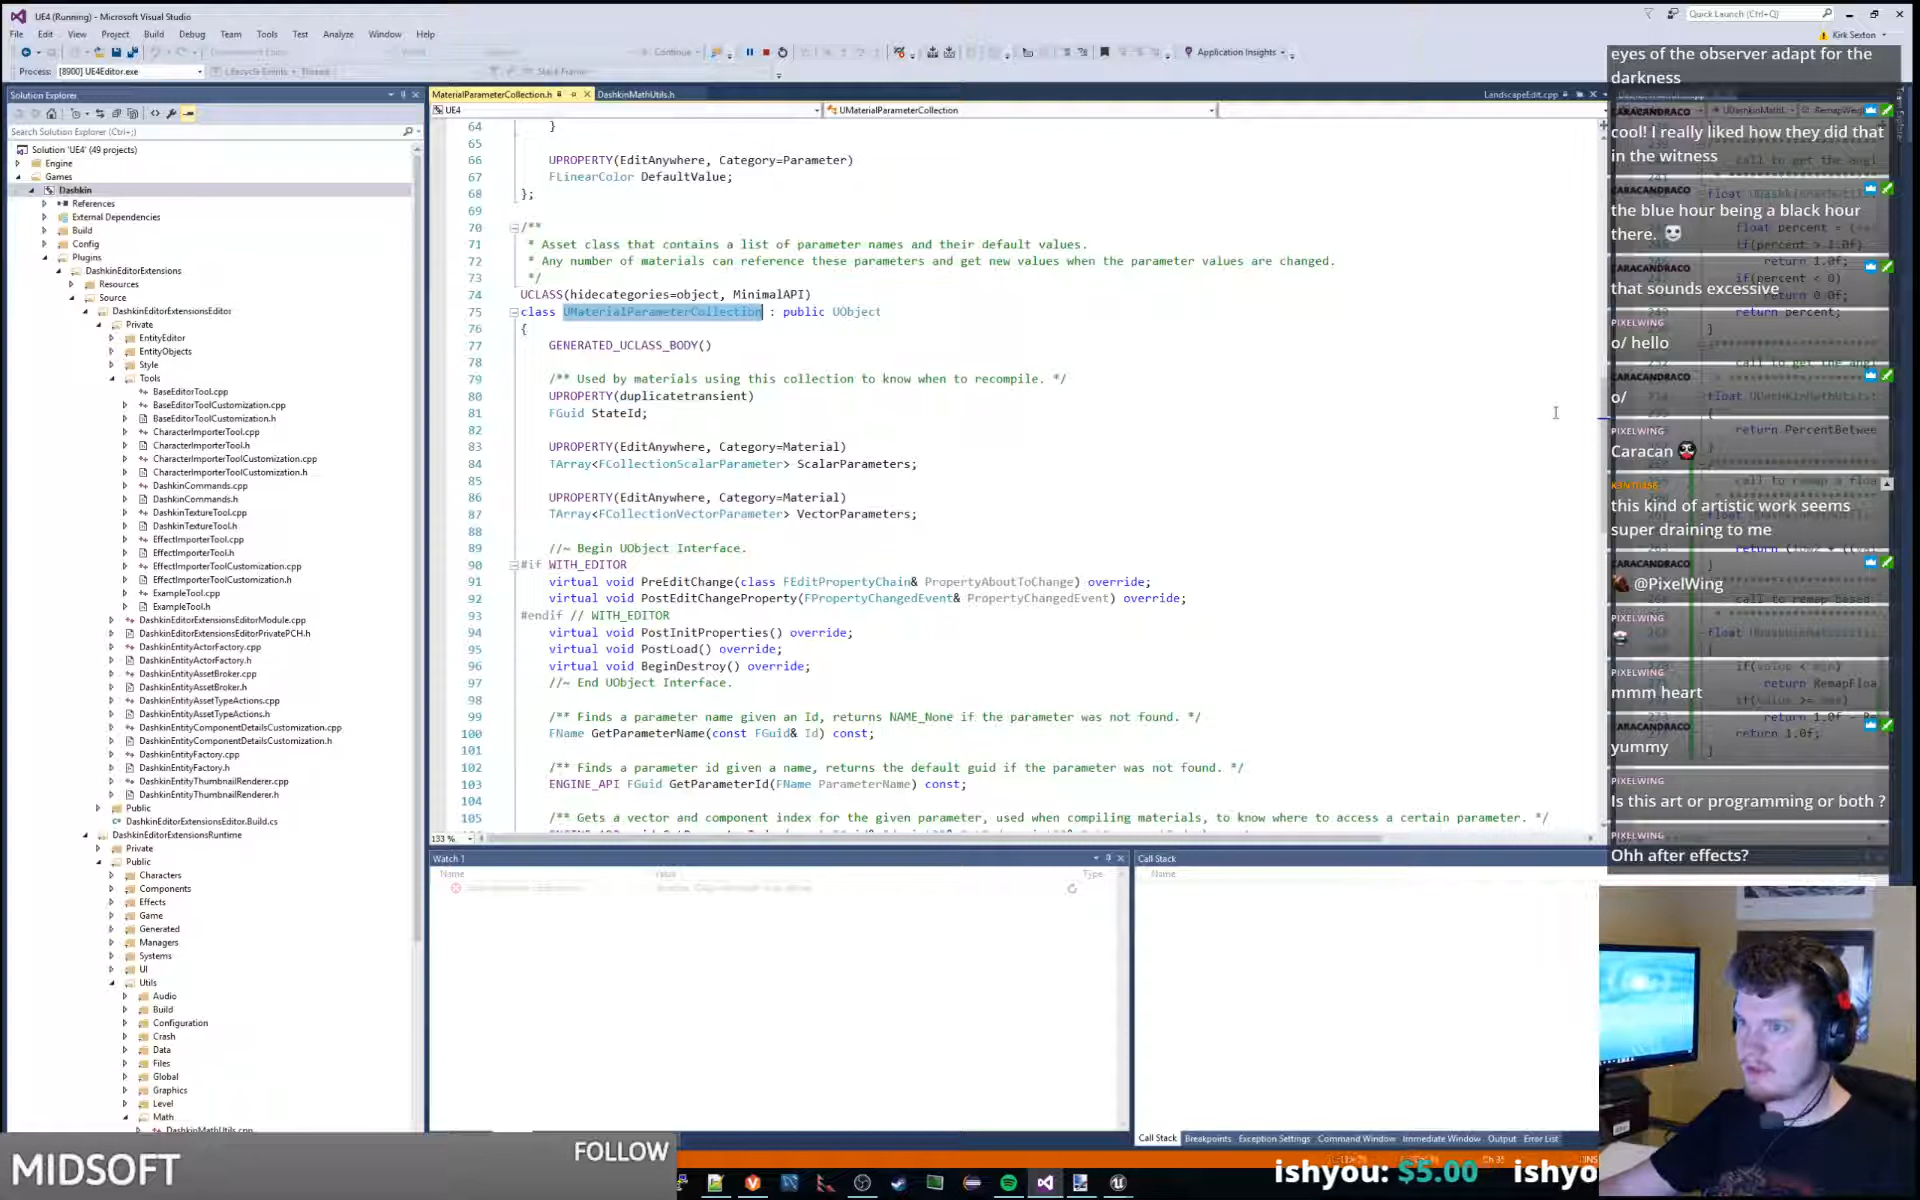 UE4 (Running) - Microsoft Visual Studio
Quick Launch (Ctrl+Q)
File Edit View Project Build Debug Team Tools Test Analyze Window Help
Kirk Sexton
Continue
Application Insights
Process: [8900] UE4Editor.exe
Lifecycle Events Thread
Stack Frame
Solution Explorer
Search Solution Explorer (Ctrl+;)
Solution 'UE4' (49 projects)
Engine
Games
Dashkin
References
External Dependencies
Build
Config
Plugins
DashkinEditorExtensions
Resources
Source
DashkinEditorExtensionsEditor
Private
EntityEditor
EntityObjects
Style
Tools
BaseEditorTool.cpp
BaseEditorToolCustomization.cpp
BaseEditorToolCustomization.h
CharacterImporterTool.cpp
CharacterImporterTool.h
CharacterImporterToolCustomization.cpp
CharacterImporterToolCustomization.h
DashkinCommands.cpp
DashkinCommands.h
DashkinTextureTool.cpp
DashkinTextureTool.h
EffectImporterTool.cpp
EffectImporterTool.h
EffectImporterToolCustomization.cpp
EffectImporterToolCustomization.h
ExampleTool.cpp
ExampleTool.h
DashkinEditorExtensionsEditorModule.cpp
DashkinEditorExtensionsEditorPrivatePCH.h
DashkinEntityActorFactory.cpp
DashkinEntityActorFactory.h
DashkinEntityAssetBroker.cpp
DashkinEntityAssetBroker.h
DashkinEntityAssetTypeActions.cpp
DashkinEntityAssetTypeActions.h
DashkinEntityComponentDetailsCustomization.cpp
DashkinEntityComponentDetailsCustomization.h
DashkinEntityFactory.cpp
DashkinEntityFactory.h
DashkinEntityThumbnailRenderer.cpp
DashkinEntityThumbnailRenderer.h
Public
DashkinEditorExtensionsEditor.Build.cs
DashkinEditorExtensionsRuntime
Private
Public
Characters
Components
Effects
Game
Generated
Managers
Systems
UI
Utils
Audio
Build
Configuration
Crash
Data
Files
Global
Graphics
Level
Math
DashkinMathUtils.cpp
MaterialParameterCollection.h
DashkinMathUtils.h
LandscapeEdit.cpp
UE4
UMaterialParameterCollection
64 }
65
66 UPROPERTY(EditAnywhere, Category=Parameter)
67 FLinearColor DefaultValue;
68 };
69
70 /**
71 * Asset class that contains a list of parameter names and their default values.
72 * Any number of materials can reference these parameters and get new values when the parameter values are changed.
73 */
74 UCLASS(hidecategories=object, MinimalAPI)
75 class UMaterialParameterCollection : public UObject
76 {
77 GENERATED_UCLASS_BODY()
78
79 /** Used by materials using this collection to know when to recompile. */
80 UPROPERTY(duplicatetransient)
81 FGuid StateId;
82
83 UPROPERTY(EditAnywhere, Category=Material)
84 TArray<FCollectionScalarParameter> ScalarParameters;
85
86 UPROPERTY(EditAnywhere, Category=Material)
87 TArray<FCollectionVectorParameter> VectorParameters;
88
89 //~ Begin UObject Interface.
90 #if WITH_EDITOR
91 virtual void PreEditChange(class FEditPropertyChain& PropertyAboutToChange) override;
92 virtual void PostEditChangeProperty(FPropertyChangedEvent& PropertyChangedEvent) override;
93 #endif // WITH_EDITOR
94 virtual void PostInitProperties() override;
95 virtual void PostLoad() override;
96 virtual void BeginDestroy() override;
97 //~ End UObject Interface.
98
99 /** Finds a parameter name given an Id, returns NAME_None if the parameter was not found. */
100 FName GetParameterName(const FGuid& Id) const;
101
102 /** Finds a parameter id given a name, returns the default guid if the parameter was not found. */
103 ENGINE_API FGuid GetParameterId(FName ParameterName) const;
104
105 /** Gets a vector and component index for the given parameter, used when compiling materials, to know where to access a certain parameter. */
133 %
Watch 1
Name Value Type
Call Stack
Name
Call Stack Breakpoints Exception Settings Command Window Immediate Window Output Error List
eyes of the observer adapt for the
darkness
CARACANDRACO
cool! I really liked how they did that
in the witness
CARACANDRACO
the blue hour being a black hour
there.
CARACANDRACO
that sounds excessive
PIXELWING
o/ hello
CARACANDRACO
o/
PIXELWING
Caracan
this kind of artistic work seems
super draining to me
CARACANDRACO
@PixelWing
PIXELWING
PIXELWING
mmm heart
CARACANDRACO
yummy
PIXELWING
Is this art or programming or both ?
PIXELWING
Ohh after effects?
MIDSOFT
FOLLOW
ishyou: $5.00 ishyo